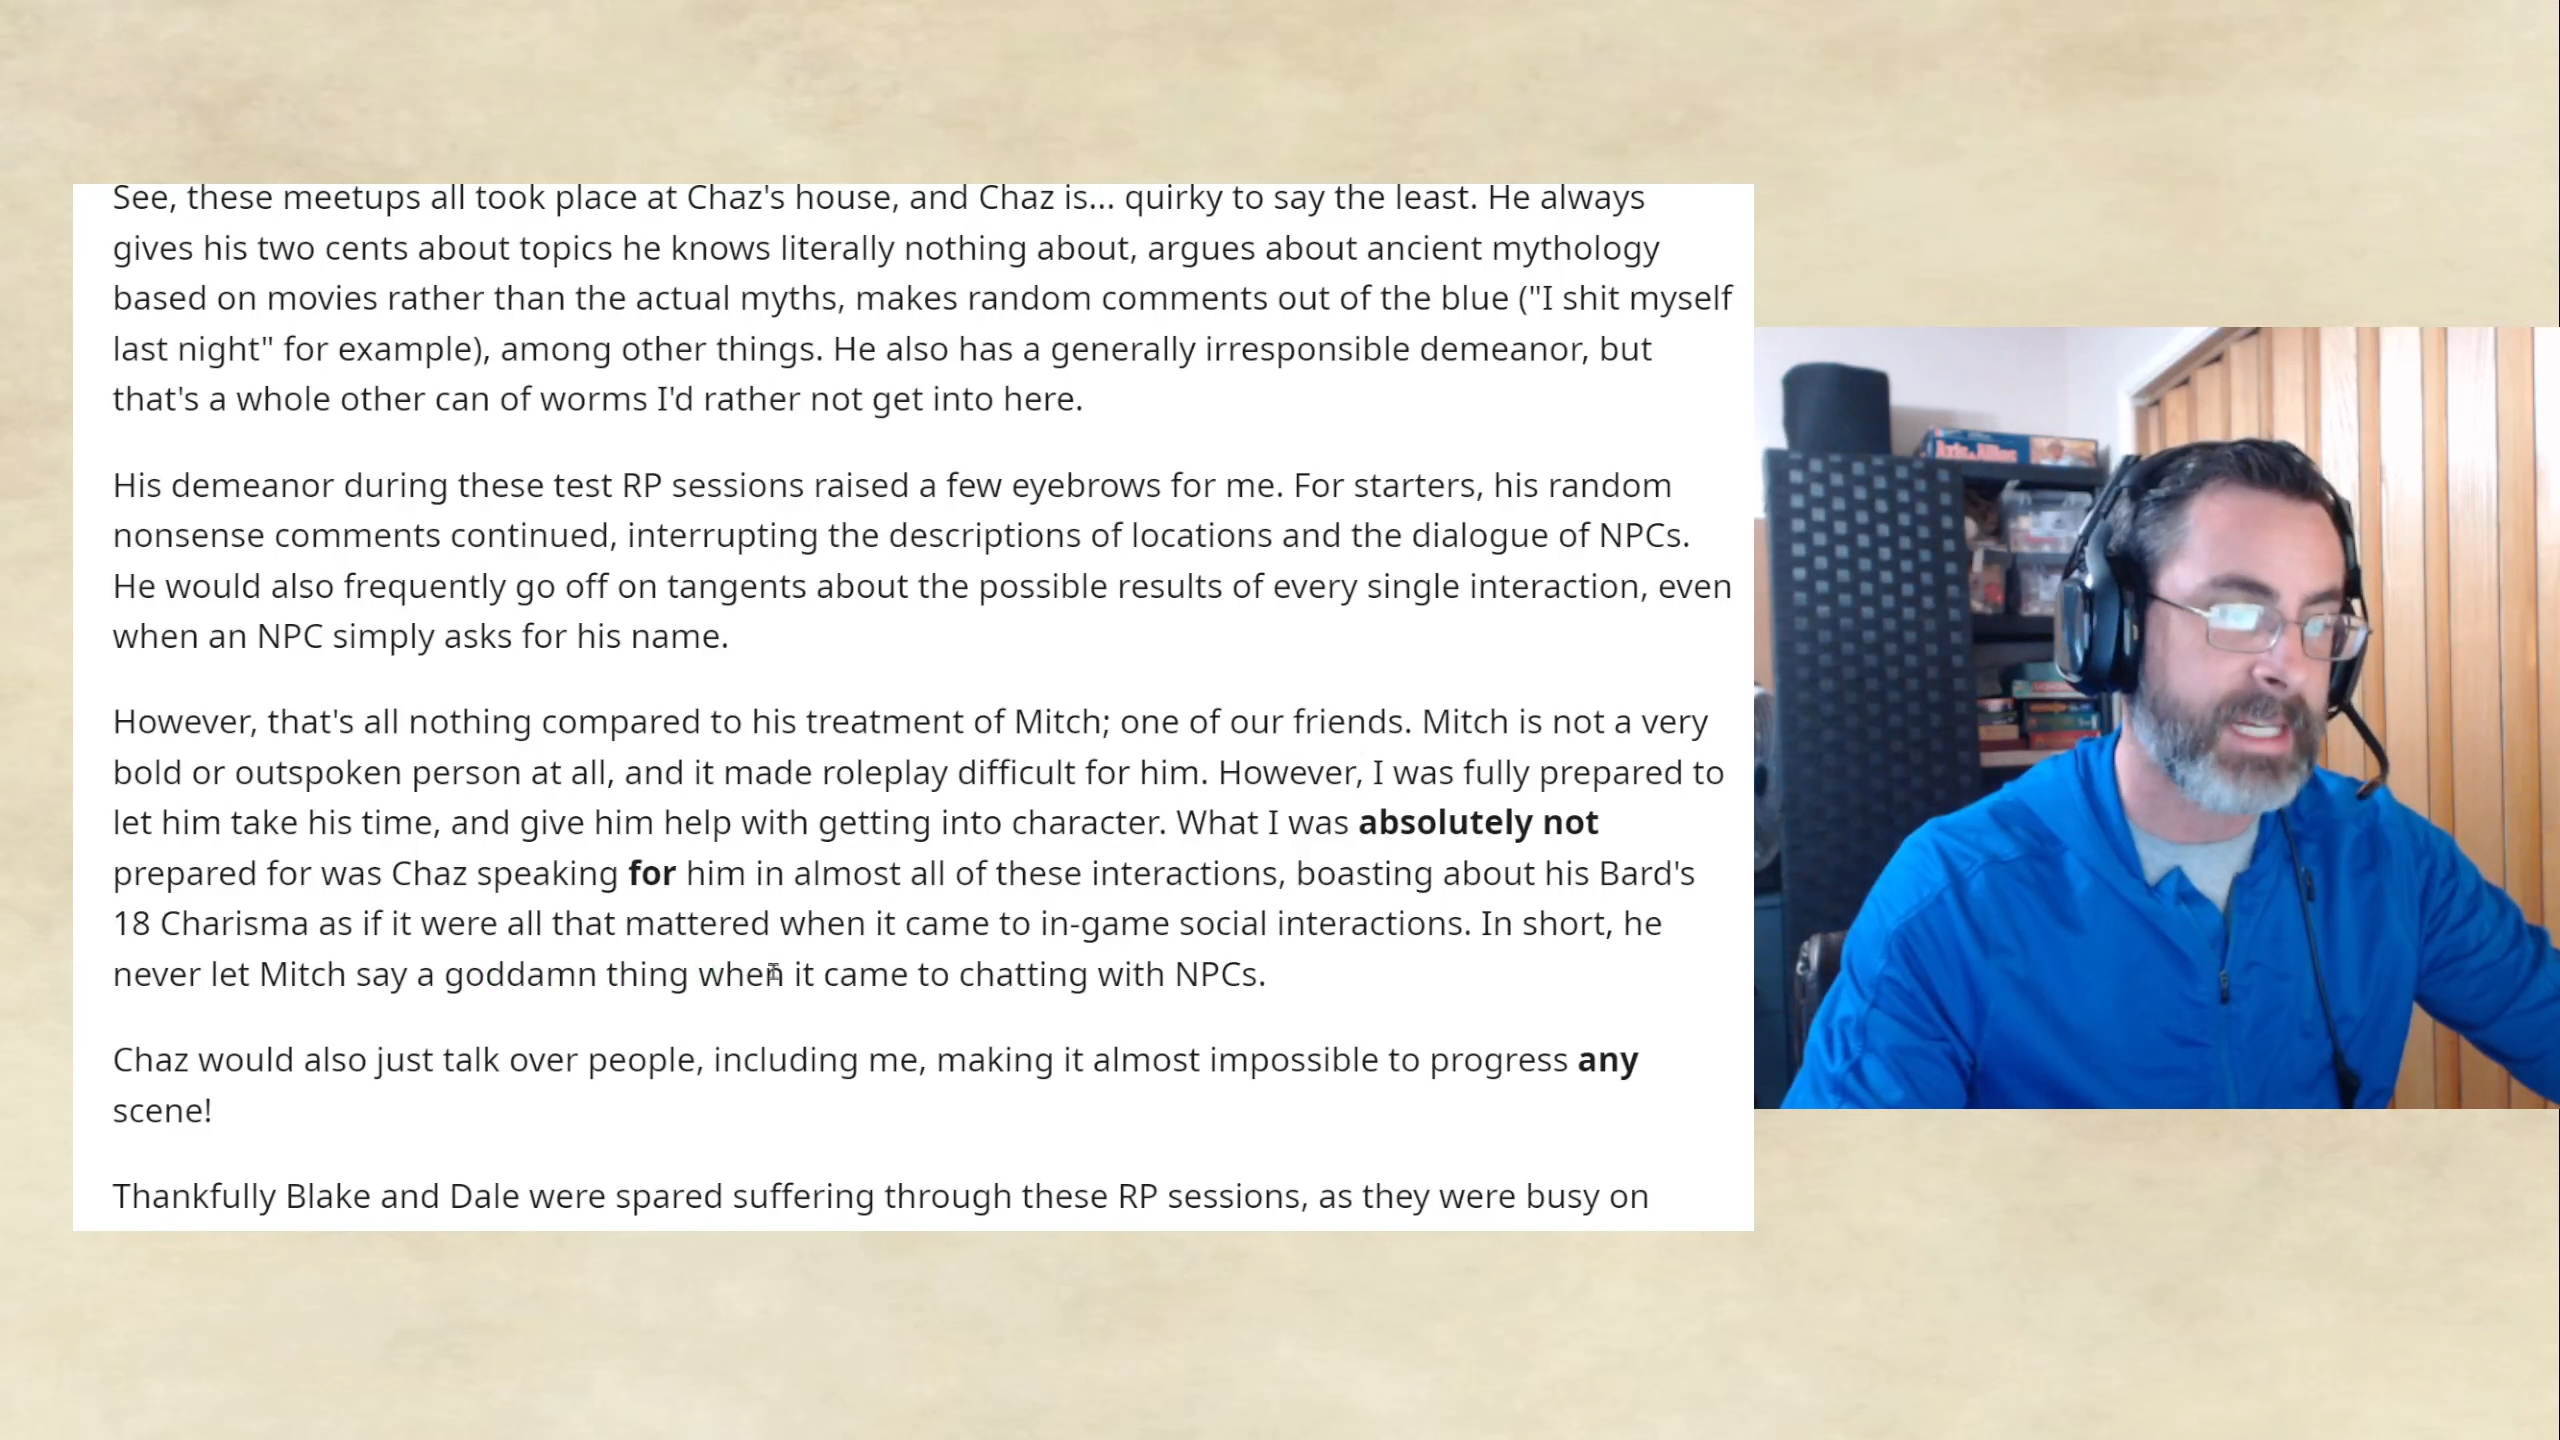 See, these meetups all took place at Chaz's house, and Chaz is... quirky to say the least. He always
gives his two cents about topics he knows literally nothing about, argues about ancient mythology
based on movies rather than the actual myths, makes random comments out of the blue ("I shit myself
last night" for example), among other things. He also has a generally irresponsible demeanor, but
that's a whole other can of worms I'd rather not get into here.
His demeanor during these test RP sessions raised a few eyebrows for me. For starters, his random
nonsense comments continued, interrupting the descriptions of locations and the dialogue of NPCs.
He would also frequently go off on tangents about the possible results of every single interaction, even
when an NPC simply asks for his name.
However, that's all nothing compared to his treatment of Mitch; one of our friends. Mitch is not a very
bold or outspoken person at all, and it made roleplay difficult for him. However, I was fully prepared to
let him take his time, and give him help with getting into character. What I was absolutely not
prepared for was Chaz speaking for him in almost all of these interactions, boasting about his Bard's
18 Charisma as if it were all that mattered when it came to in-game social interactions. In short, he
never let Mitch say a goddamn thing when it came to chatting with NPCs.
Chaz would also just talk over people, including me, making it almost impossible to progress any
scene!
Thankfully Blake and Dale were spared suffering through these RP sessions, as they were busy on
Axis & Allies